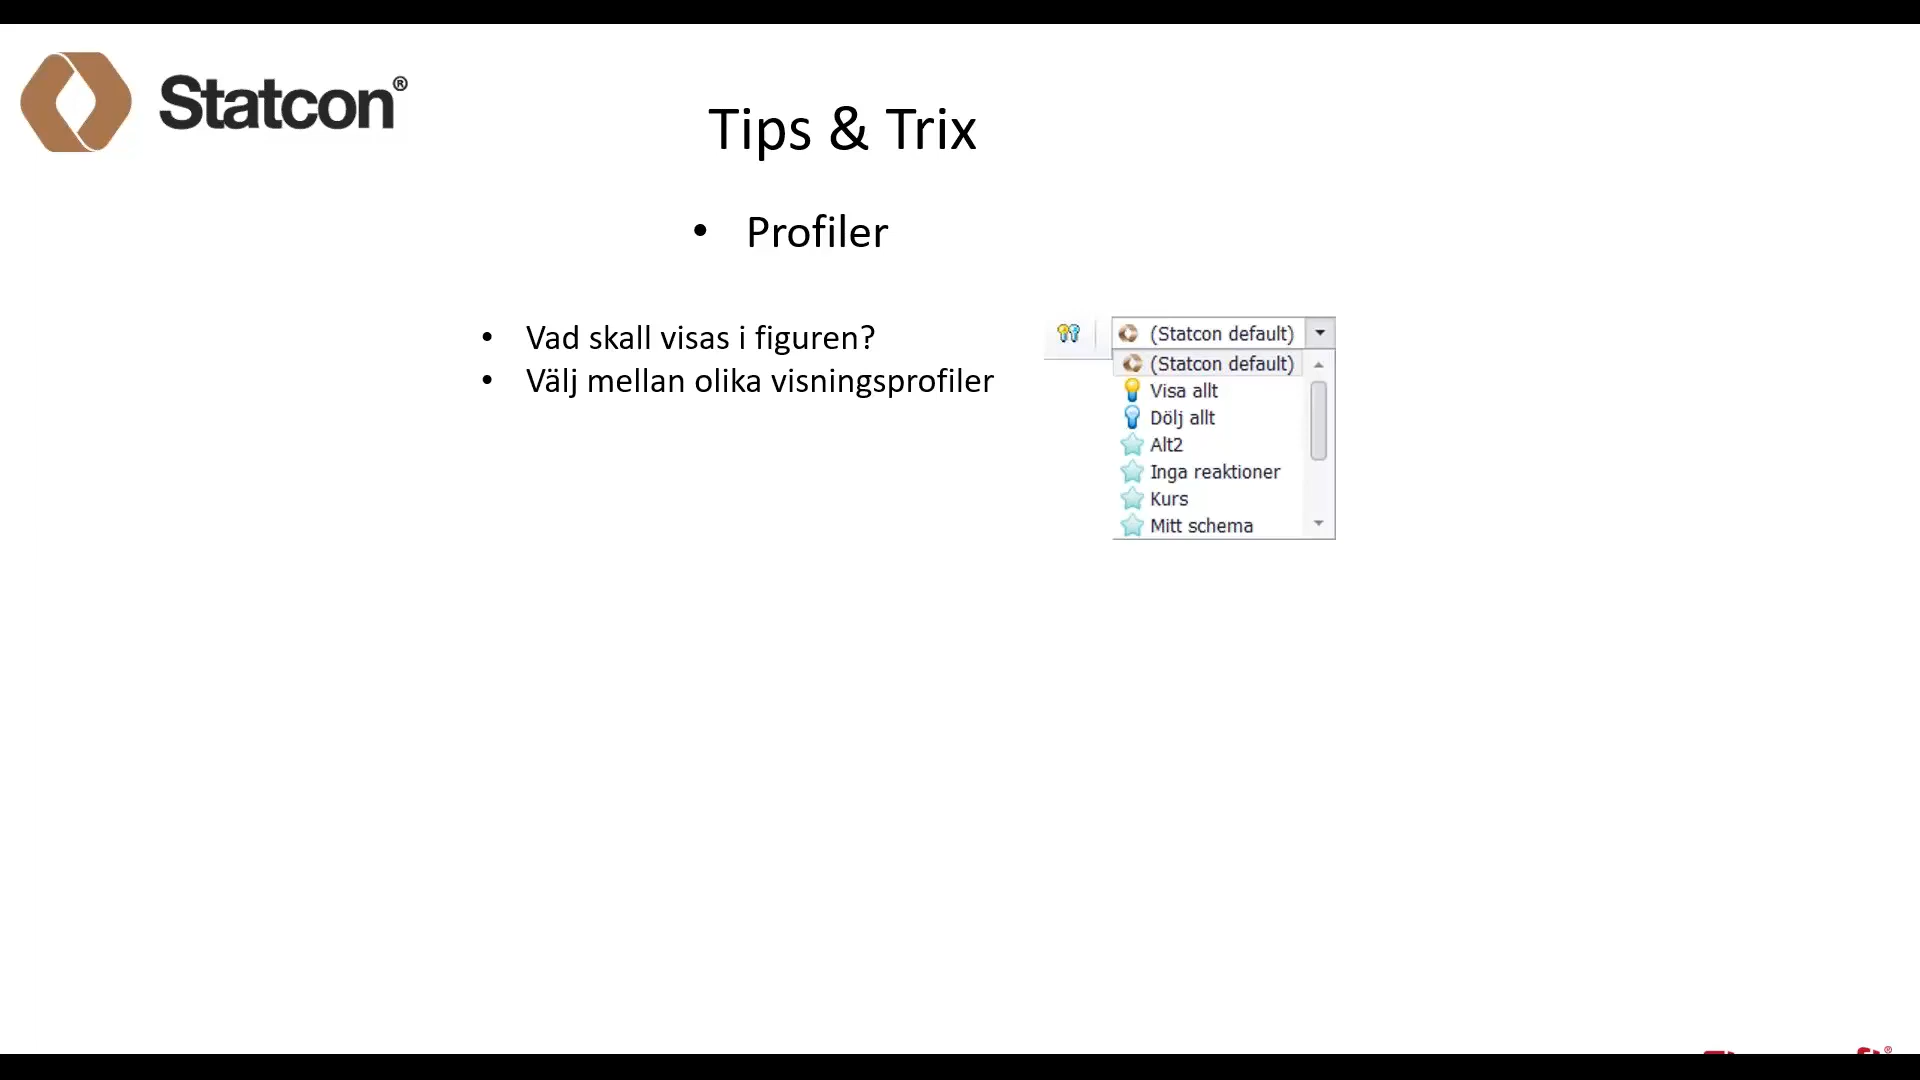 Statcon®
Tips & Trix
• Profiler
• Vad skall visas i figuren?
• Välj mellan olika visningsprofiler
(Statcon default)
(Statcon default)
Visa allt
Dölj allt
Alt2
Inga reaktioner
Kurs
Mitt schema